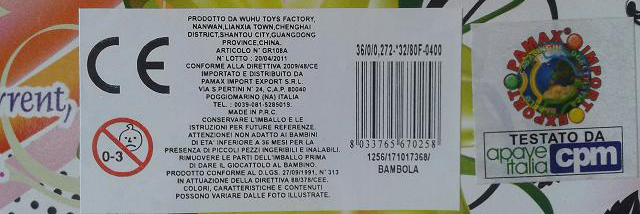 PRODOTTO DA WUHU TOYS FACTORY,
NANWAN,LIANXIA TOWN,CHENGHAI
DISTRICT,SHANTOU CITY,GUANGDONG
PROVINCE,CHINA.
ARTICOLO N° GR108A
N° LOTTO : 20/04/2011
CONFORME ALLA DIRETTIVA 2009/48/CE
IMPORTATO E DISTRIBUITO DA
PAMAX IMPORT EXPORT S.R.L.
VIA S.PERTINI N° 24, C.A.P. 80040
POGGIOMARINO (NA) ITALIA
TEL.: 0039-081-5285019.
MADE IN P.R.C.
CONSERVARE L'IMBALLO E LE
ISTRUZIONI PER FUTURE REFERENZE.
ATTENZIONE! NON ADATTO AI BAMBINI
DI ETA' INFERIORE A 36 MESI PER LA
PRESENZA DI PICCOLI PEZZI INGERIBILI E INALABILI.
RIMUOVERE LE PARTI DELL'IMBALLO PRIMA
DI DARE IL GIOCATTOLO AL BAMBINO.
PRODOTTO CONFORME AL D.LGS. 27/09/1991, N° 313
IN ATTUAZIONE DELLA DIRETTIVA 88/378/CEE.
COLORI, CARATTERISTICHE E CONTENUTI
POSSONO VARIARE DA QUELLO ILLUSTRATE.
CE
0-3
36/0/0,272-*32/80F-0400
8 033765 670258
1256/171017368/
BAMBOLA
rrent,
PAMAX IMPORT EXPORT
TESTATO DA
apave
italia
cpm